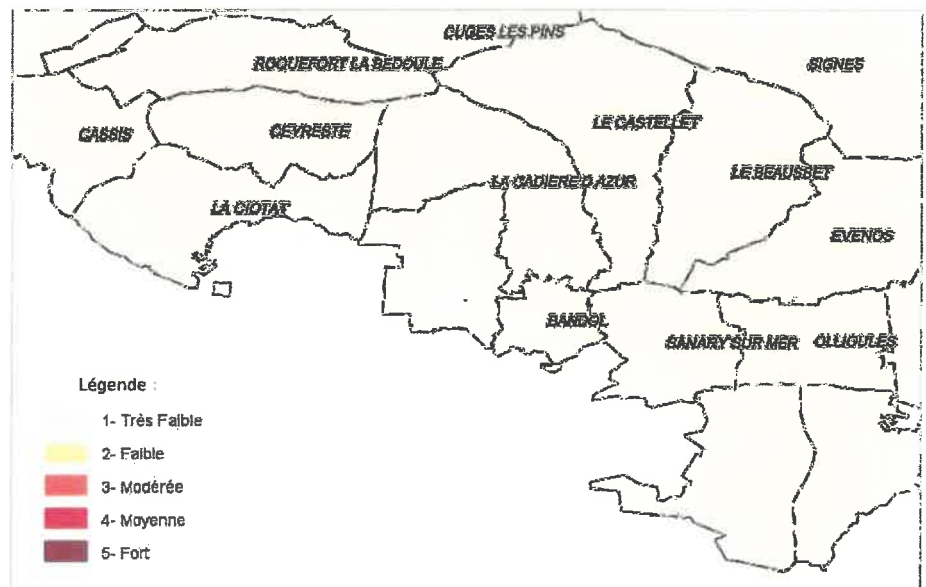 CUGES LES PINS
ROQUEFORT LA BEDOULE
SIGNES
CASSIS
CEYRESTE
LE CASTELLET
LA CADIERE D'AZUR
LE BEAUSSET
LA CIOTAT
EVENOS
BANDOL
SANARY SUR MER
OLLIOULES
Légende :
1- Très Faible
2- Faible
3- Modérée
4- Moyenne
5- Fort